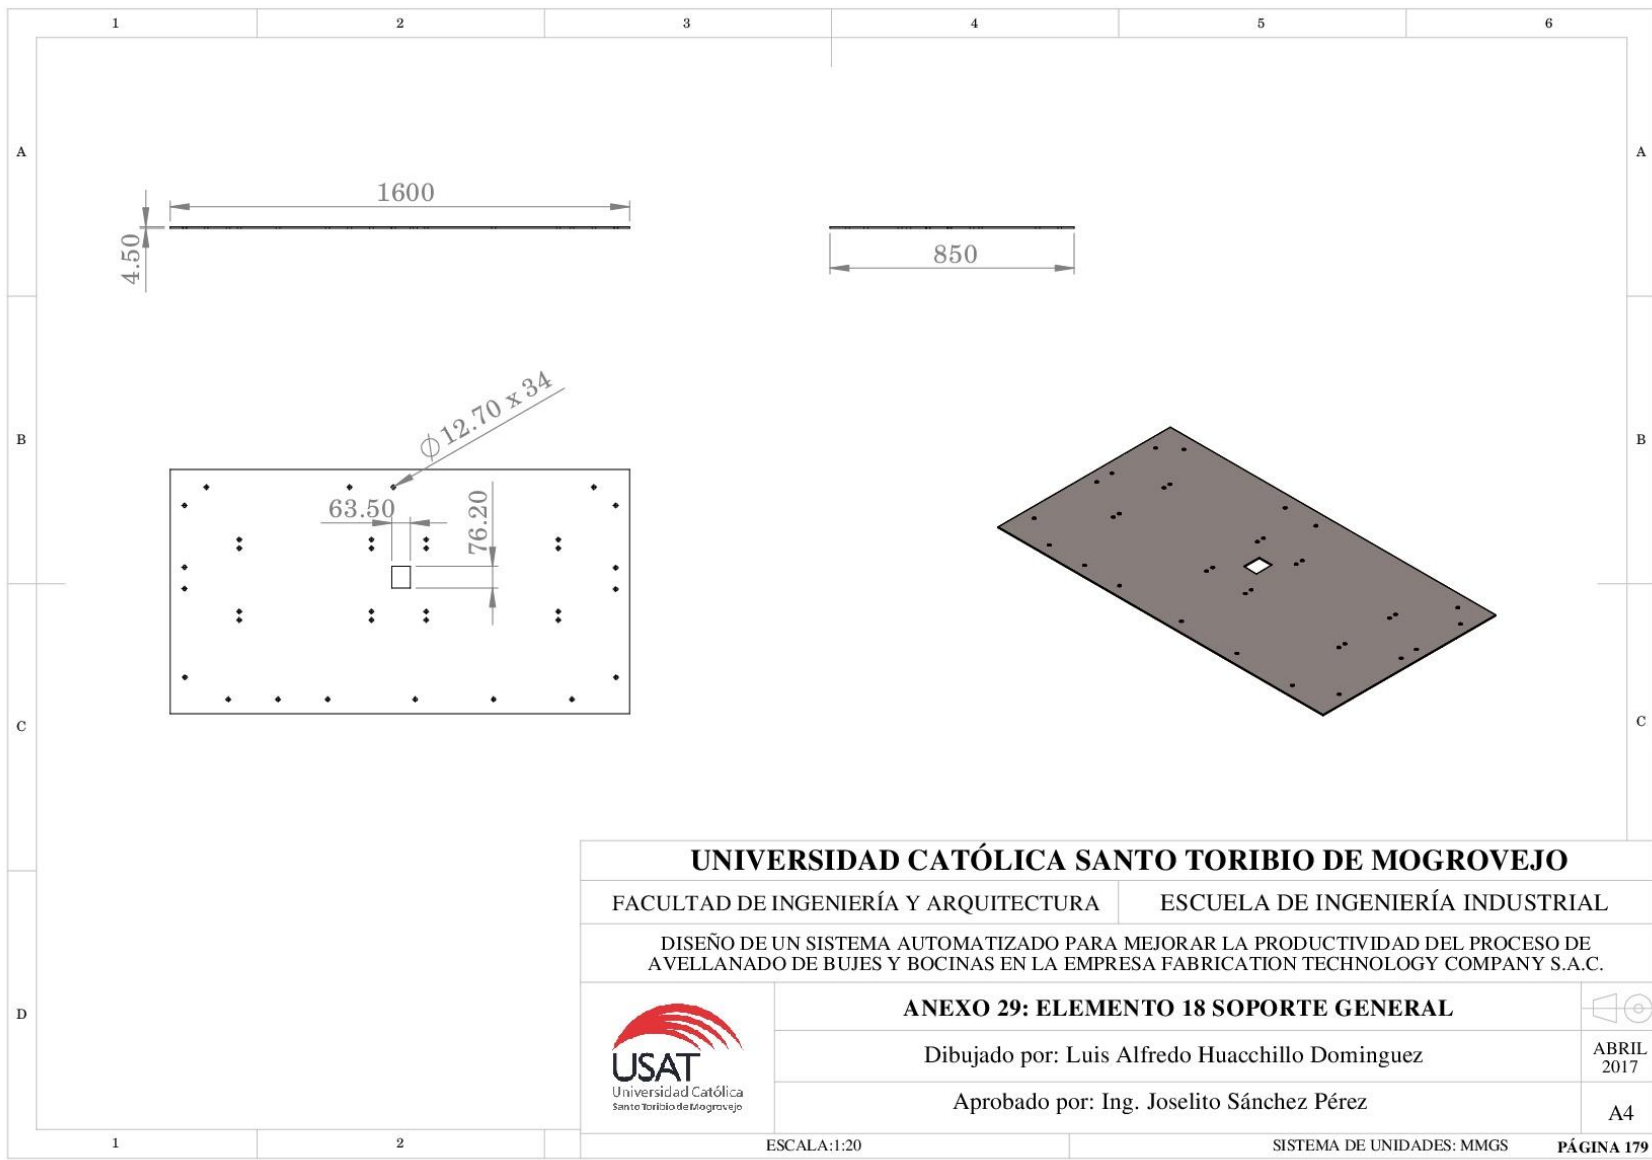 1 2 3 4 5 6
A A
1600
4.50
850
B B
Ø 12.70 x 34
63.50
76.20
C C
UNIVERSIDAD CATÓLICA SANTO TORIBIO DE MOGROVEJO
FACULTAD DE INGENIERÍA Y ARQUITECTURA ESCUELA DE INGENIERÍA INDUSTRIAL
DISEÑO DE UN SISTEMA AUTOMATIZADO PARA MEJORAR LA PRODUCTIVIDAD DEL PROCESO DE
AVELLANADO DE BUJES Y BOCINAS EN LA EMPRESA FABRICATION TECHNOLOGY COMPANY S.A.C.
D
ANEXO 29: ELEMENTO 18 SOPORTE GENERAL
USAT
Universidad Católica
Santo Toribio de Mogrovejo
Dibujado por: Luis Alfredo Huacchillo Dominguez
ABRIL
2017
Aprobado por: Ing. Joselito Sánchez Pérez
A4
1 2
ESCALA:1:20 SISTEMA DE UNIDADES: MMGS PÁGINA 179